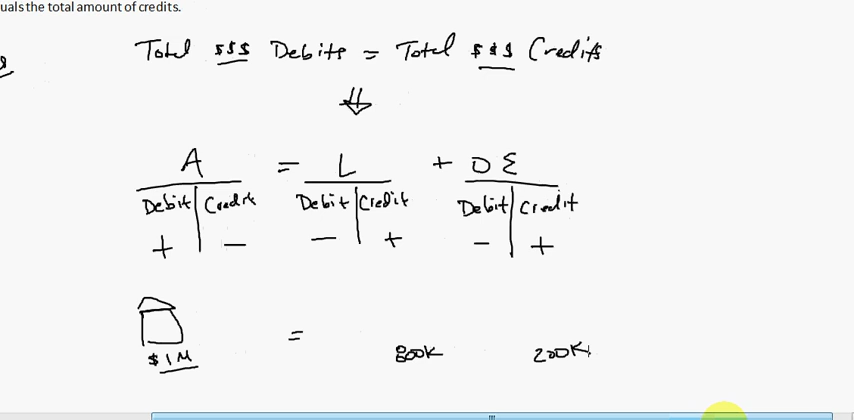 uals the total amount of credits.
Total $$$ Debits = Total $$$ Credits
A = L + OE
Debit Credit Debit Credit Debit Credit
+ - - + - +
=
$1M 800K 200K